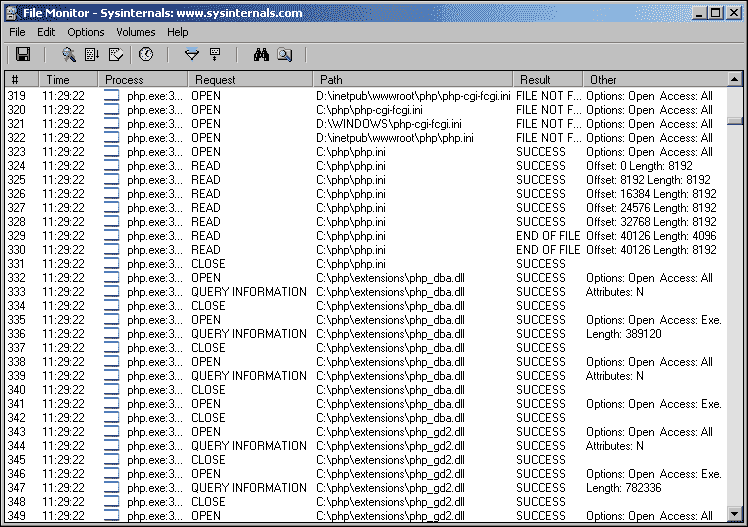 File Monitor - Sysinternals: www.sysinternals.com
File Edit Options Volumes Help
# Time Process Request Path Result Other
319 11:29:22 php.exe:3... OPEN D:\inetpub\wwwroot\php\php-cgi-fcgi.ini FILE NOT F... Options: Open Access: All
320 11:29:22 php.exe:3... OPEN C:\php\php-cgi-fcgi.ini FILE NOT F... Options: Open Access: All
321 11:29:22 php.exe:3... OPEN D:\WINDOWS\php-cgi-fcgi.ini FILE NOT F... Options: Open Access: All
322 11:29:22 php.exe:3... OPEN D:\inetpub\wwwroot\php\php.ini FILE NOT F... Options: Open Access: All
323 11:29:22 php.exe:3... OPEN C:\php\php.ini SUCCESS Options: Open Access: All
324 11:29:22 php.exe:3... READ C:\php\php.ini SUCCESS Offset: 0 Length: 8192
325 11:29:22 php.exe:3... READ C:\php\php.ini SUCCESS Offset: 8192 Length: 8192
326 11:29:22 php.exe:3... READ C:\php\php.ini SUCCESS Offset: 16384 Length: 8192
327 11:29:22 php.exe:3... READ C:\php\php.ini SUCCESS Offset: 24576 Length: 8192
328 11:29:22 php.exe:3... READ C:\php\php.ini SUCCESS Offset: 32768 Length: 8192
329 11:29:22 php.exe:3... READ C:\php\php.ini END OF FILE Offset: 40126 Length: 4096
330 11:29:22 php.exe:3... READ C:\php\php.ini END OF FILE Offset: 40126 Length: 8192
331 11:29:22 php.exe:3... CLOSE C:\php\php.ini SUCCESS
332 11:29:22 php.exe:3... OPEN C:\php\extensions\php_dba.dll SUCCESS Options: Open Access: All
333 11:29:22 php.exe:3... QUERY INFORMATION C:\php\extensions\php_dba.dll SUCCESS Attributes: N
334 11:29:22 php.exe:3... CLOSE C:\php\extensions\php_dba.dll SUCCESS
335 11:29:22 php.exe:3... OPEN C:\php\extensions\php_dba.dll SUCCESS Options: Open Access: Exe.
336 11:29:22 php.exe:3... QUERY INFORMATION C:\php\extensions\php_dba.dll SUCCESS Length: 389120
337 11:29:22 php.exe:3... CLOSE C:\php\extensions\php_dba.dll SUCCESS
338 11:29:22 php.exe:3... OPEN C:\php\extensions\php_dba.dll SUCCESS Options: Open Access: All
339 11:29:22 php.exe:3... QUERY INFORMATION C:\php\extensions\php_dba.dll SUCCESS Attributes: N
340 11:29:22 php.exe:3... CLOSE C:\php\extensions\php_dba.dll SUCCESS
341 11:29:22 php.exe:3... OPEN C:\php\extensions\php_dba.dll SUCCESS Options: Open Access: Exe.
342 11:29:22 php.exe:3... CLOSE C:\php\extensions\php_dba.dll SUCCESS
343 11:29:22 php.exe:3... OPEN C:\php\extensions\php_gd2.dll SUCCESS Options: Open Access: All
344 11:29:22 php.exe:3... QUERY INFORMATION C:\php\extensions\php_gd2.dll SUCCESS Attributes: N
345 11:29:22 php.exe:3... CLOSE C:\php\extensions\php_gd2.dll SUCCESS
346 11:29:22 php.exe:3... OPEN C:\php\extensions\php_gd2.dll SUCCESS Options: Open Access: Exe.
347 11:29:22 php.exe:3... QUERY INFORMATION C:\php\extensions\php_gd2.dll SUCCESS Length: 782336
348 11:29:22 php.exe:3... CLOSE C:\php\extensions\php_gd2.dll SUCCESS
349 11:29:22 php.exe:3... OPEN C:\php\extensions\php_gd2.dll SUCCESS Options: Open Access: All